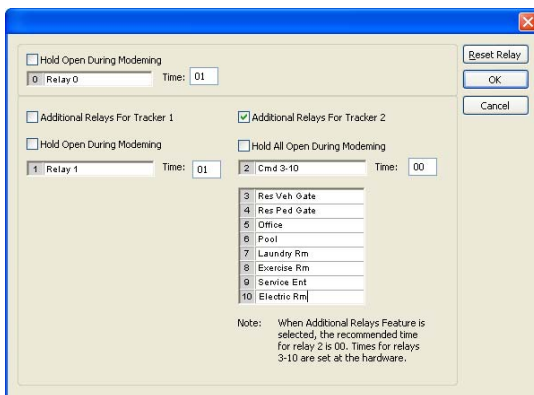 Hold Open During Modeming
0 Relay 0 Time: 01
Additional Relays For Tracker 1
Hold Open During Modeming
1 Relay 1 Time: 01
Additional Relays For Tracker 2
Hold All Open During Modeming
2 Cmd 3-10 Time: 00
3 Res Veh Gate
4 Res Ped Gate
5 Office
6 Pool
7 Laundry Rm
8 Exercise Rm
9 Service Ent
10 Electric Rm
Note: When Additional Relays Feature is
selected, the recommended time
for relay 2 is 00. Times for relays
3-10 are set at the hardware.
Reset Relay
OK
Cancel